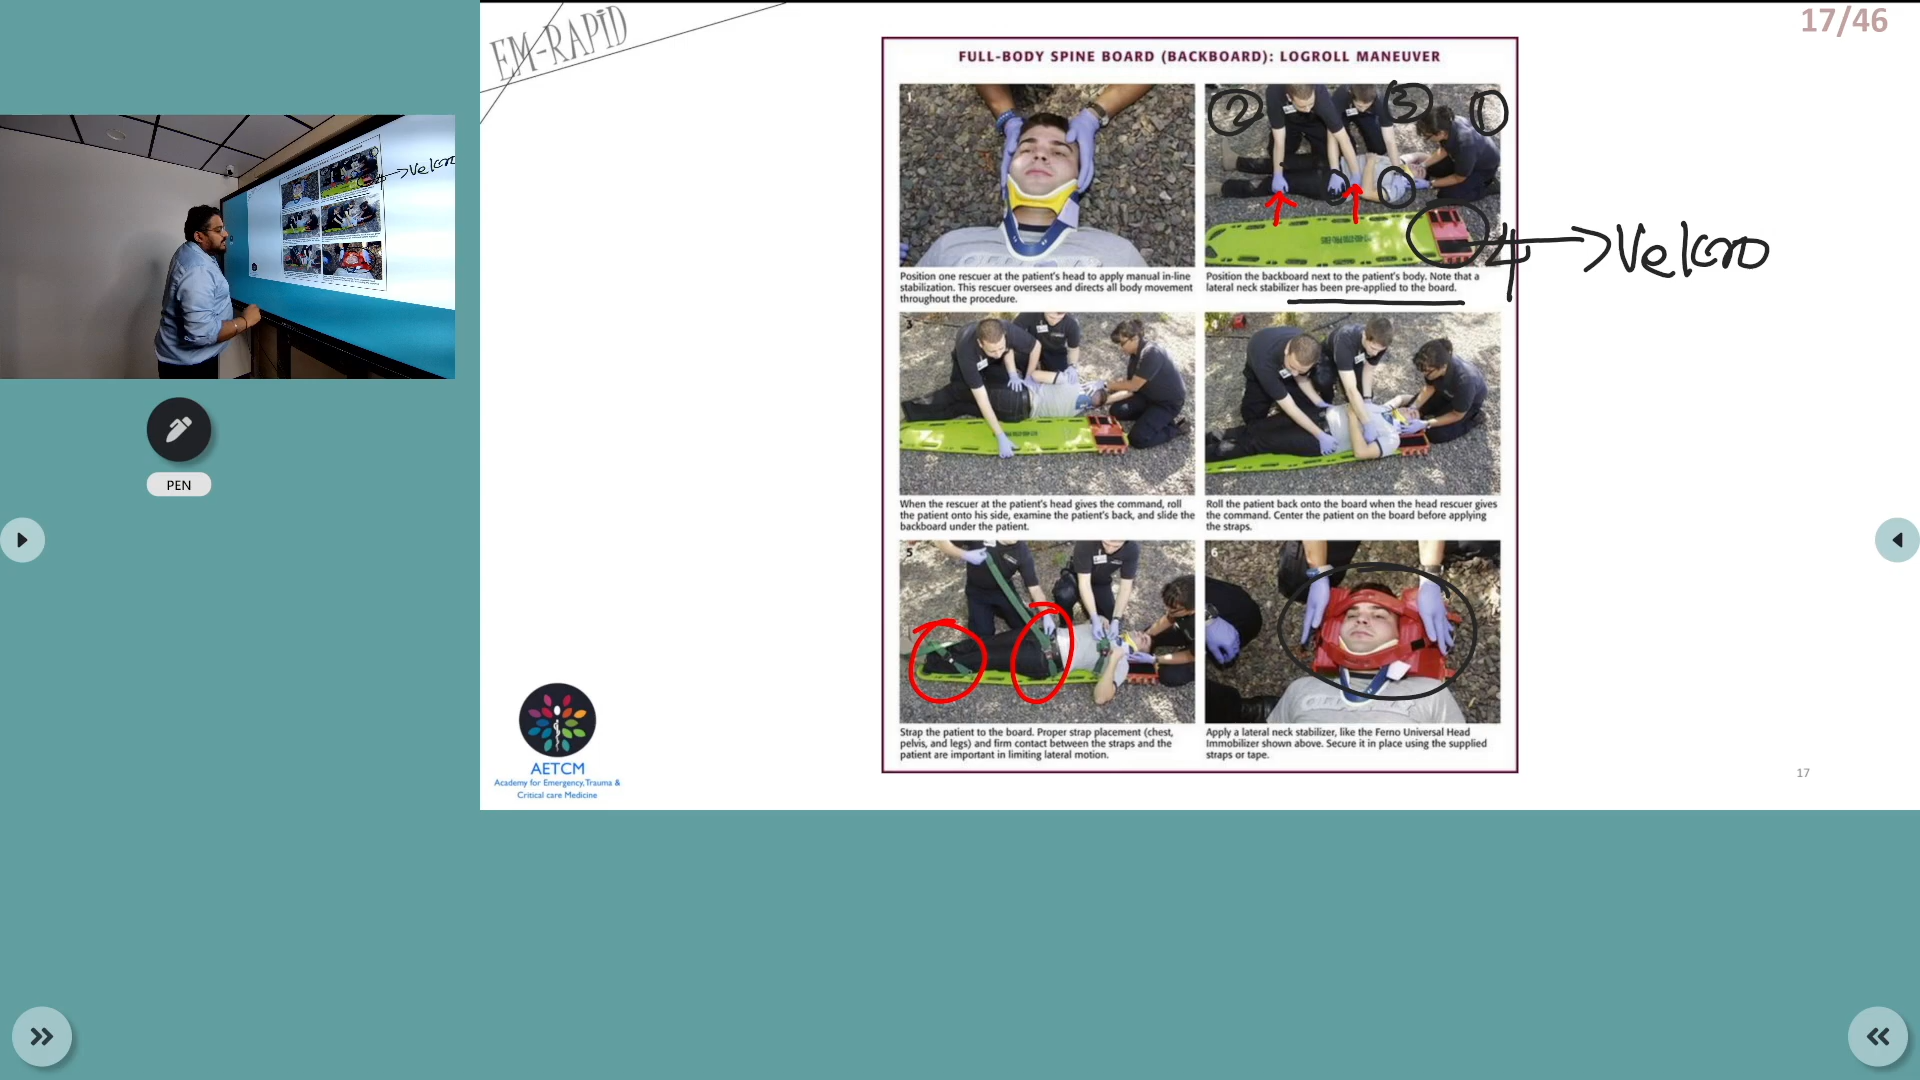 EM-RAPiD
17/46
FULL-BODY SPINE BOARD (BACKBOARD): LOGROLL MANEUVER
1
2
3
1
4
Velcro
Position one rescuer at the patient's head to apply manual in-line
stabilization. This rescuer oversees and directs all body movement
throughout the procedure.
Position the backboard next to the patient's body. Note that a
lateral neck stabilizer has been pre-applied to the board.
3
4
When the rescuer at the patient's head gives the command, roll
the patient onto his side, examine the patient's back, and slide the
backboard under the patient.
Roll the patient back onto the board when the head rescuer gives
the command. Center the patient on the board before applying
the straps.
5
6
Strap the patient to the board. Proper strap placement (chest,
pelvis, and legs) and firm contact between the straps and the
patient are important in limiting lateral motion.
Apply a lateral neck stabilizer, like the Ferno Universal Head
Immobilizer shown above. Secure it in place using the supplied
straps or tape.
AETCM
Academy for Emergency,Trauma &
Critical care Medicine
17
Velcro
PEN